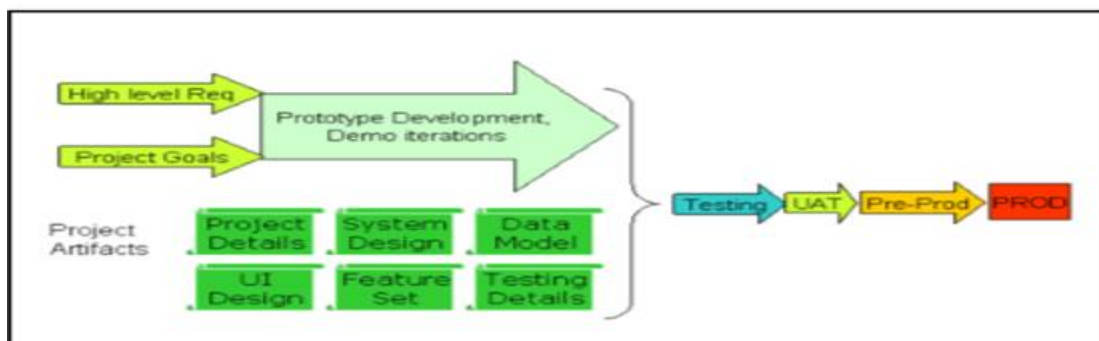 High level Req
Prototype Development,
Demo iterations
Project Goals
Testing
UAT
Pre-Prod
PROD
Project
Artifacts
Project
Details
System
Design
Data
Model
UI
Design
Feature
Set
Testing
Details